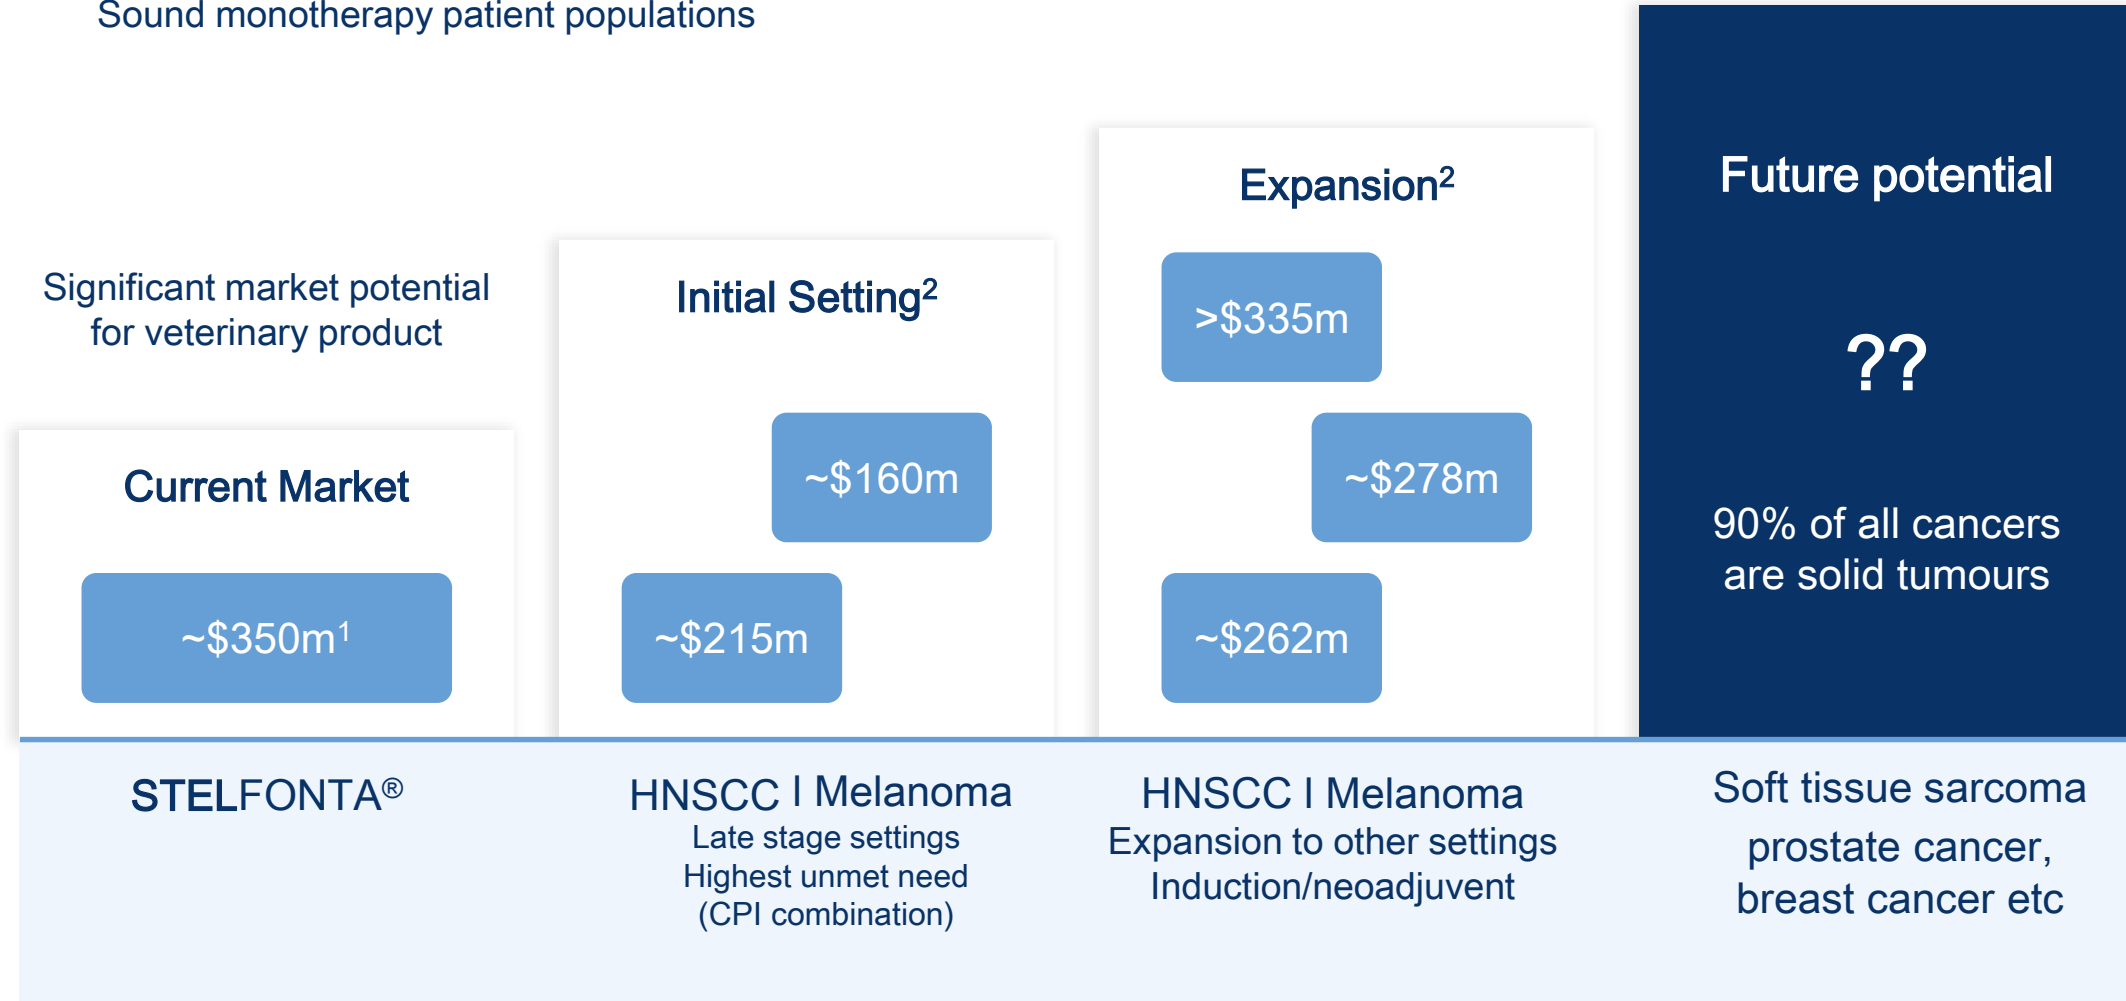 Sound monotherapy patient populations
Significant market potential
for veterinary product
Current Market
~$350m¹
STELFONTA®
Initial Setting²
~$160m
~$215m
HNSCC I Melanoma
Late stage settings
Highest unmet need
(CPI combination)
Expansion²
>$335m
~$278m
~$262m
HNSCC I Melanoma
Expansion to other settings
Induction/neoadjuvent
Future potential
??
90% of all cancers
are solid tumours
Soft tissue sarcoma
prostate cancer,
breast cancer etc